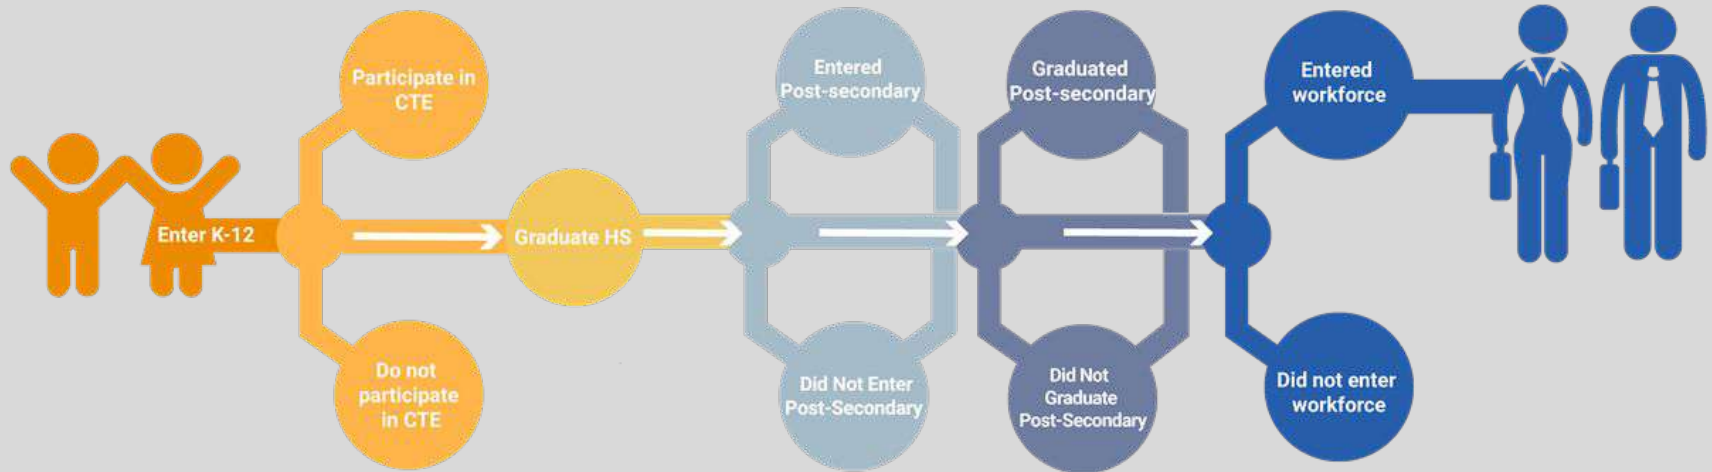 Enter K-12
Participate in
CTE
Do not
participate
in CTE
Graduate HS
Entered
Post-secondary
Did Not Enter
Post-Secondary
Graduated
Post-secondary
Did Not
Graduate
Post-Secondary
Entered
workforce
Did not enter
workforce